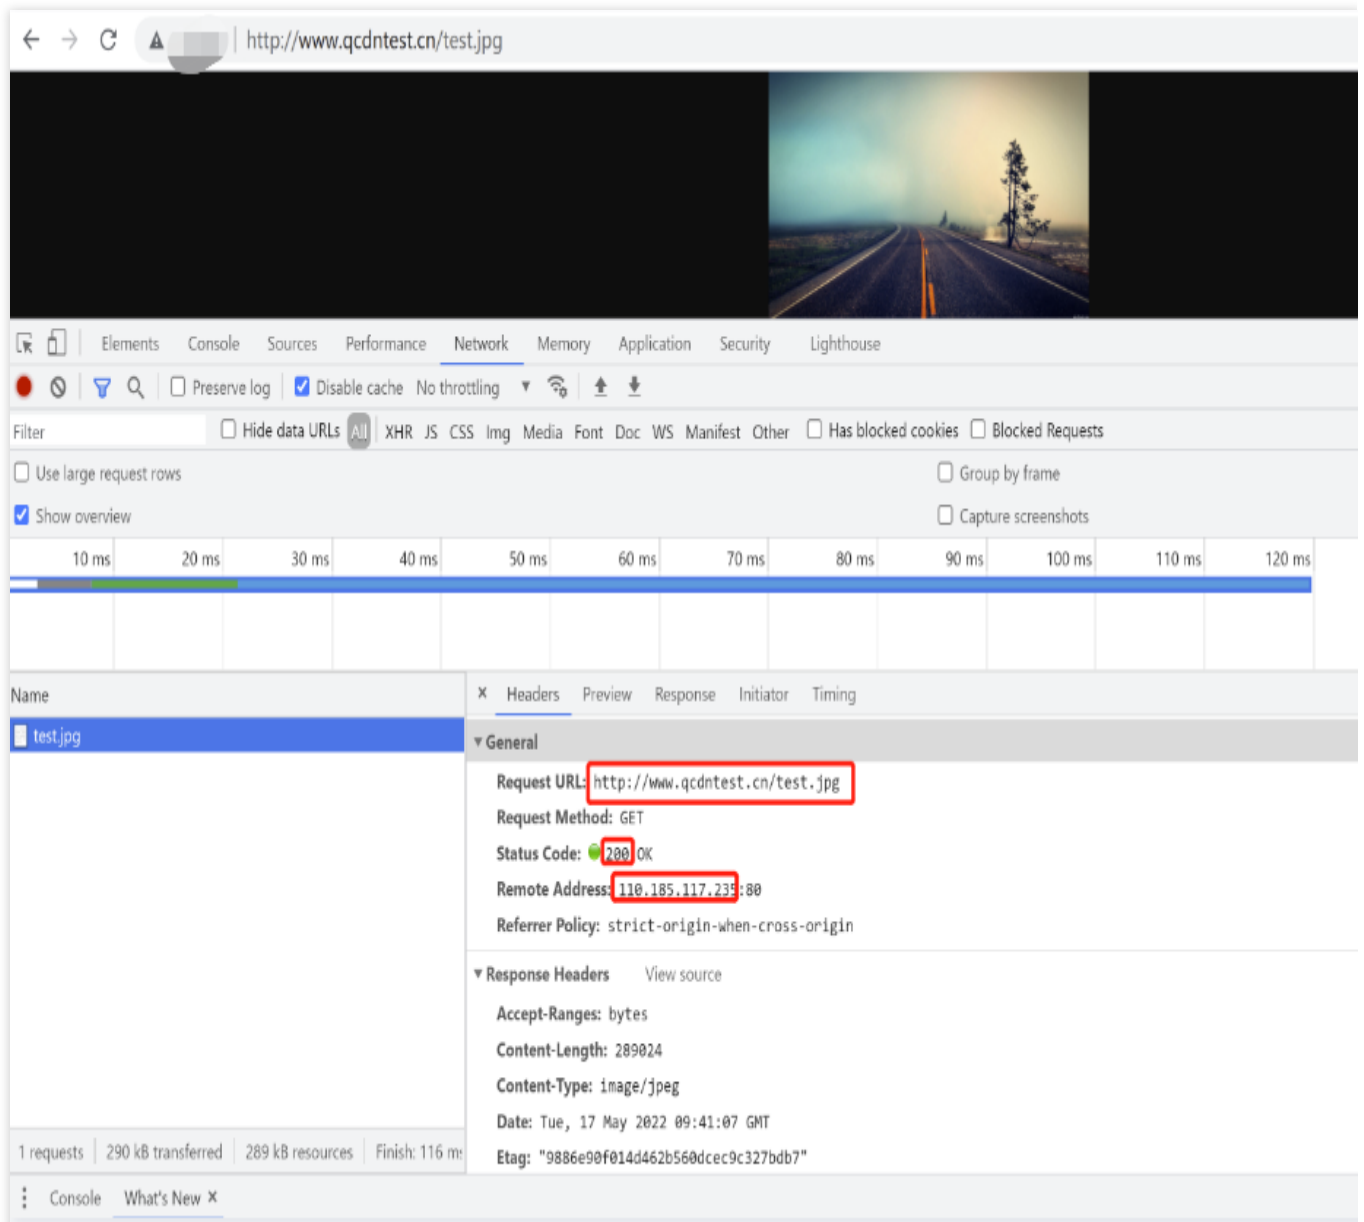 http://www.qcdntest.cn/test.jpg
Elements Console Sources Performance Network Memory Application Security Lighthouse
Preserve log Disable cache No throttling
Filter Hide data URLs All XHR JS CSS Img Media Font Doc WS Manifest Other Has blocked cookies Blocked Requests
Use large request rows Group by frame
Show overview Capture screenshots
10 ms 20 ms 30 ms 40 ms 50 ms 60 ms 70 ms 80 ms 90 ms 100 ms 110 ms 120 ms
Name
test.jpg
× Headers Preview Response Initiator Timing
General
Request URL: http://www.qcdntest.cn/test.jpg
Request Method: GET
Status Code: 200 OK
Remote Address: 110.185.117.235:80
Referrer Policy: strict-origin-when-cross-origin
Response Headers View source
Accept-Ranges: bytes
Content-Length: 289024
Content-Type: image/jpeg
Date: Tue, 17 May 2022 09:41:07 GMT
Etag: "9886e90f014d462b560dcec9c327bdb7"
1 requests 290 kB transferred 289 kB resources Finish: 116 ms
Console What's New ×